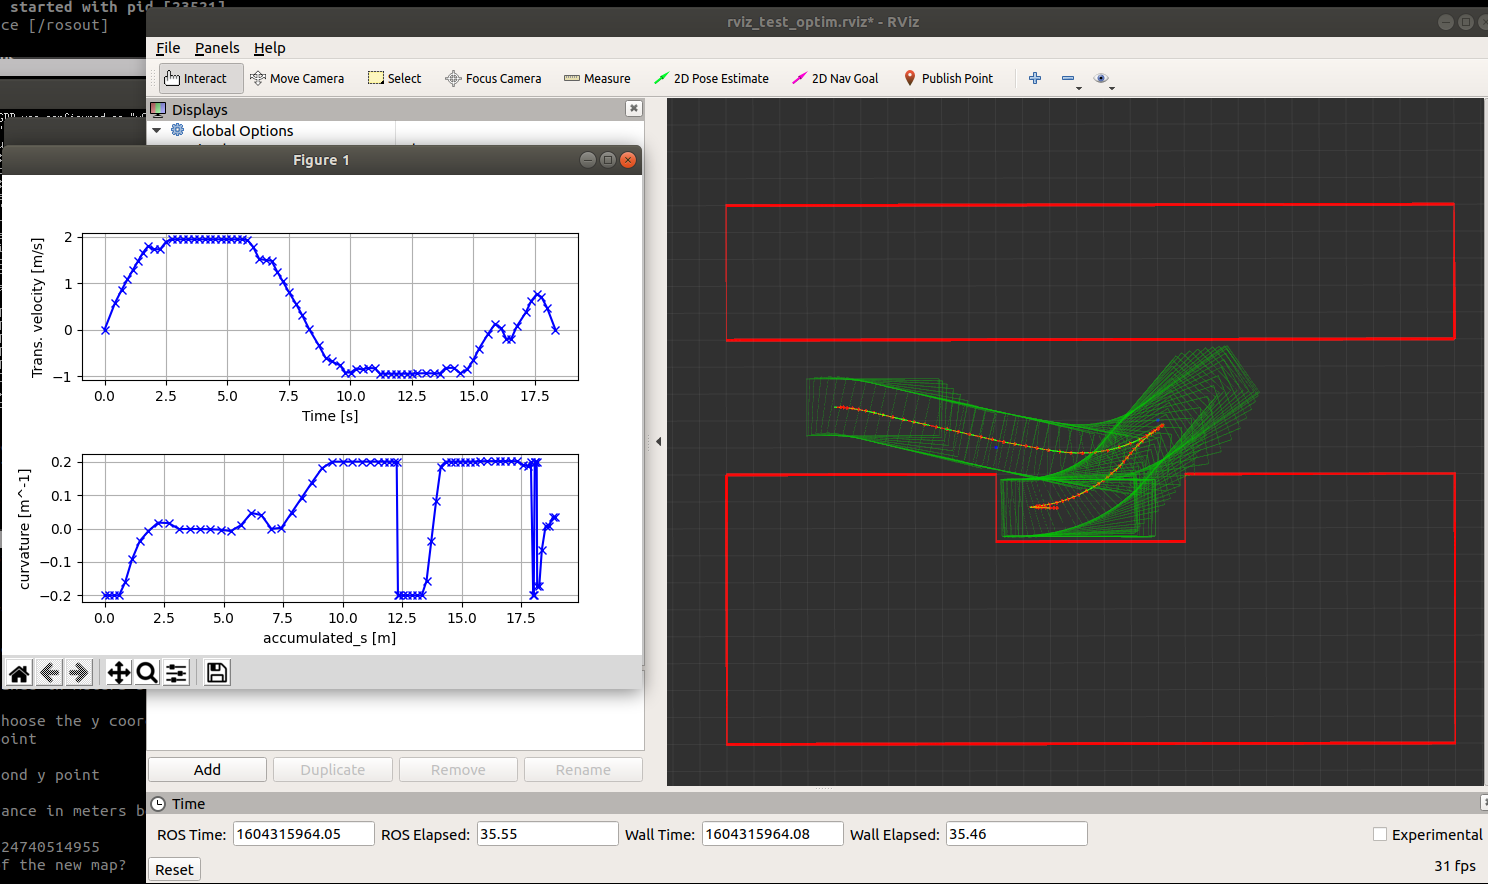 started with pid [23521]
ce [/rosout]
rviz_test_optim.rviz* - RViz
File Panels Help
Interact Move Camera Select Focus Camera Measure 2D Pose Estimate 2D Nav Goal Publish Point
Displays
Global Options
Figure 1
Trans. velocity [m/s]
2
1
0
−1
0.0 2.5 5.0 7.5 10.0 12.5 15.0 17.5
Time [s]
curvature [m^-1]
0.2
0.1
0.0
−0.1
−0.2
0.0 2.5 5.0 7.5 10.0 12.5 15.0 17.5
accumulated_s [m]
hoose the y coor
oint
ond y point
ance in meters b
24740514955
f the new map?
Add Duplicate Remove Rename
Time
ROS Time: 1604315964.05 ROS Elapsed: 35.55 Wall Time: 1604315964.08 Wall Elapsed: 35.46 Experimental
Reset 31 fps